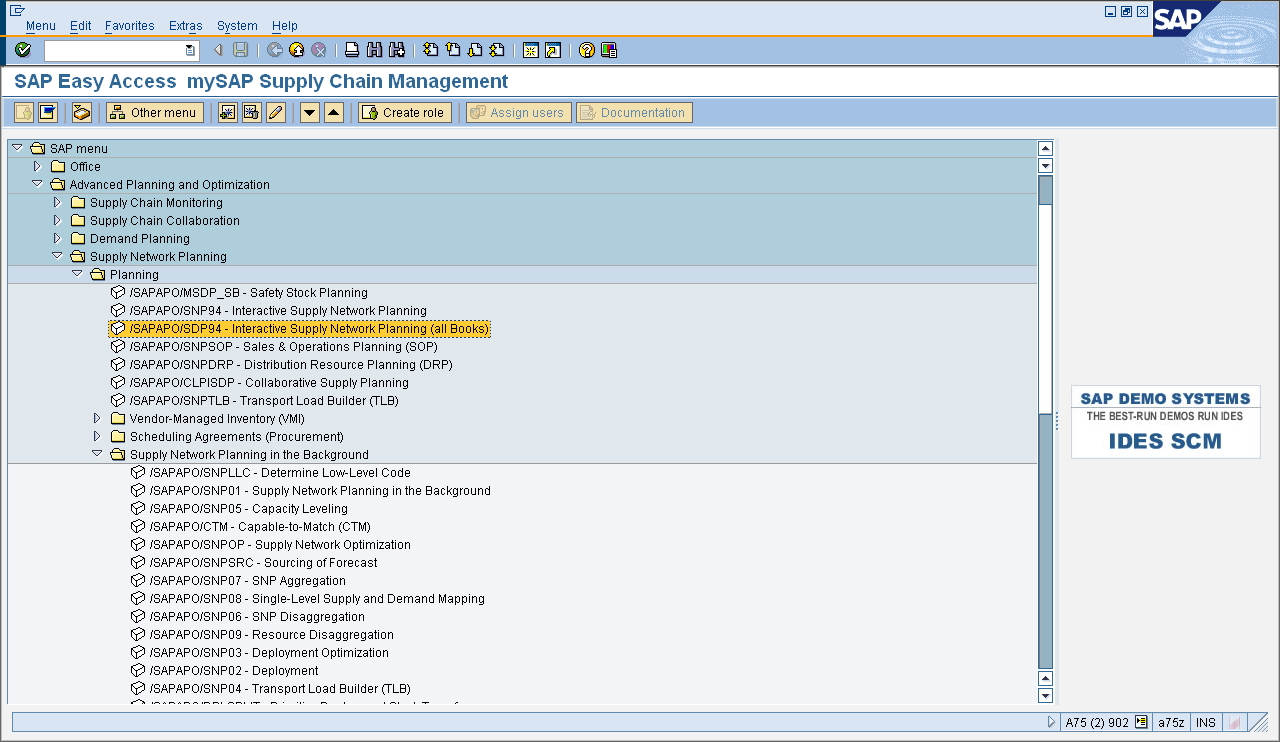 Menu Edit Favorites Extras System Help
SAP
SAP Easy Access mySAP Supply Chain Management
Other menu Create role Assign users Documentation
SAP menu
Office
Advanced Planning and Optimization
Supply Chain Monitoring
Supply Chain Collaboration
Demand Planning
Supply Network Planning
Planning
/SAPAPO/MSDP_SB - Safety Stock Planning
/SAPAPO/SNP94 - Interactive Supply Network Planning
/SAPAPO/SDP94 - Interactive Supply Network Planning (all Books)
/SAPAPO/SNPSOP - Sales & Operations Planning (SOP)
/SAPAPO/SNPDRP - Distribution Resource Planning (DRP)
/SAPAPO/CLPISDP - Collaborative Supply Planning
/SAPAPO/SNPTLB - Transport Load Builder (TLB)
Vendor-Managed Inventory (VMI)
Scheduling Agreements (Procurement)
Supply Network Planning in the Background
/SAPAPO/SNPLLC - Determine Low-Level Code
/SAPAPO/SNP01 - Supply Network Planning in the Background
/SAPAPO/SNP05 - Capacity Leveling
/SAPAPO/CTM - Capable-to-Match (CTM)
/SAPAPO/SNPOP - Supply Network Optimization
/SAPAPO/SNPSRC - Sourcing of Forecast
/SAPAPO/SNP07 - SNP Aggregation
/SAPAPO/SNP08 - Single-Level Supply and Demand Mapping
/SAPAPO/SNP06 - SNP Disaggregation
/SAPAPO/SNP09 - Resource Disaggregation
/SAPAPO/SNP03 - Deployment Optimization
/SAPAPO/SNP02 - Deployment
/SAPAPO/SNP04 - Transport Load Builder (TLB)
SAP DEMO SYSTEMS
THE BEST-RUN DEMOS RUN IDES
IDES SCM
A75 (2) 902 a75z INS